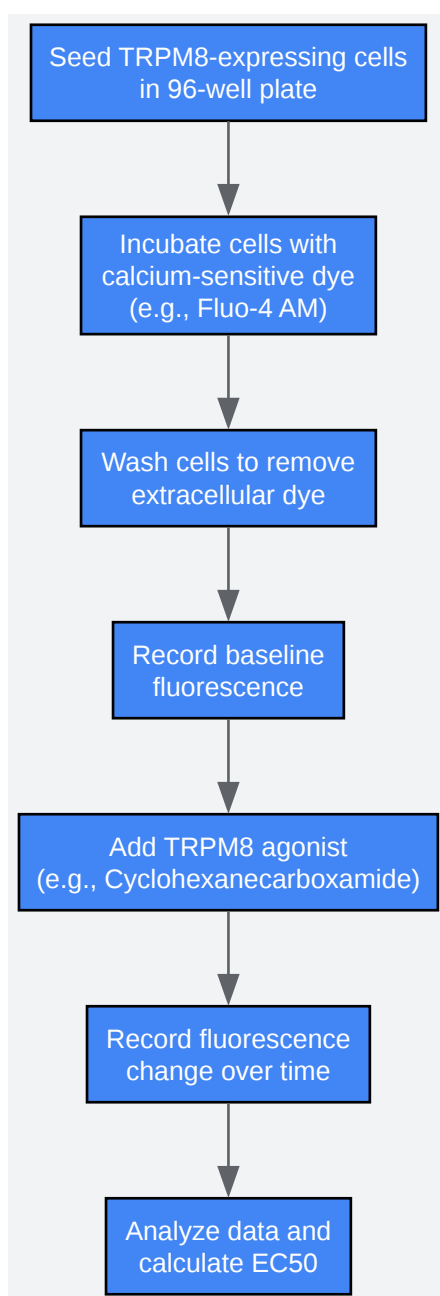 Seed TRPM8-expressing cells
in 96-well plate
Incubate cells with
calcium-sensitive dye
(e.g., Fluo-4 AM)
Wash cells to remove
extracellular dye
Record baseline
fluorescence
Add TRPM8 agonist
(e.g., Cyclohexanecarboxamide)
Record fluorescence
change over time
Analyze data and
calculate EC50